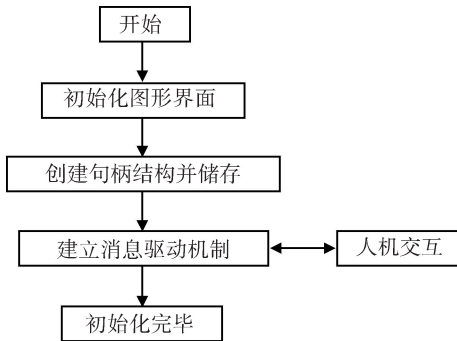 开始
初始化图形界面
创建句柄结构并储存
建立消息驱动机制
人机交互
初始化完毕